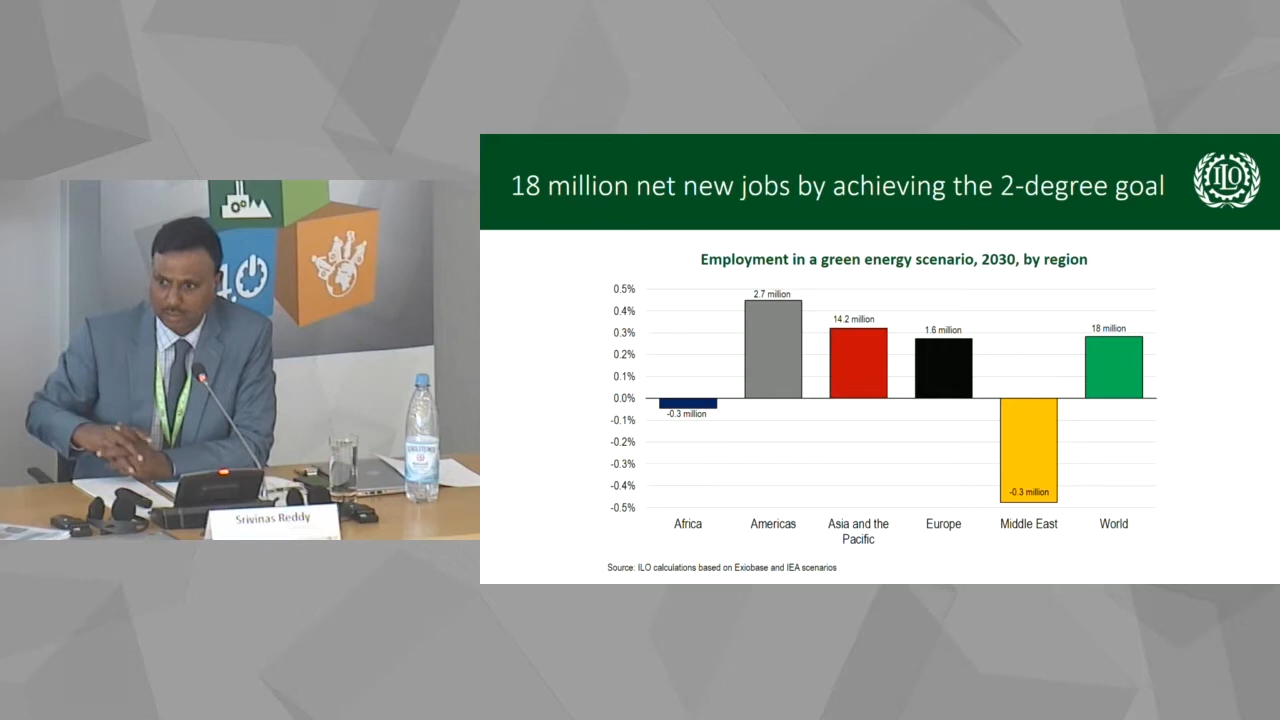 18 million net new jobs by achieving the 2-degree goal
ILO
Employment in a green energy scenario, 2030, by region
0.5%
0.4%
0.3%
0.2%
0.1%
0.0%
-0.1%
-0.2%
-0.3%
-0.4%
-0.5%
2.7 million
14.2 million
1.6 million
18 million
-0.3 million
-0.3 million
Africa
Americas
Asia and the
Pacific
Europe
Middle East
World
Source: ILO calculations based on Exiobase and IEA scenarios
4.0
Srivinas Reddy